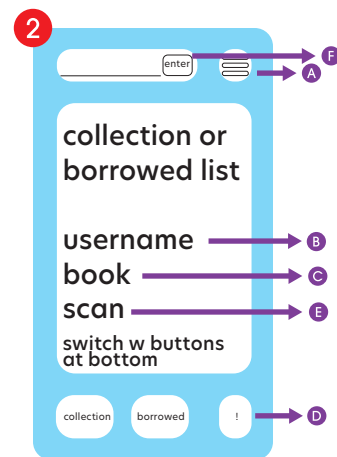 2
enter
F
A
collection or
borrowed list
username
B
book
C
scan
E
switch w buttons
at bottom
collection
borrowed
!
D